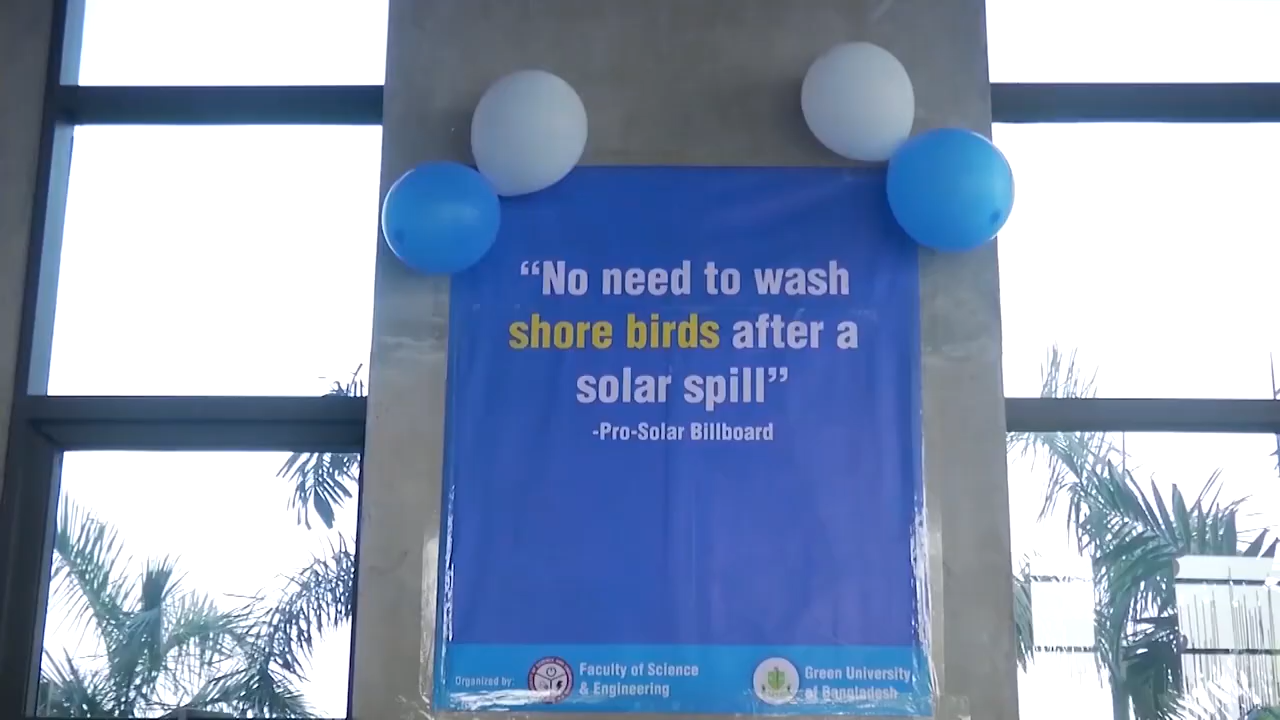 “No need to wash
shore birds after a
solar spill”
-Pro-Solar Billboard
Organized by:
Faculty of Science
& Engineering
Green University
of Bangladesh